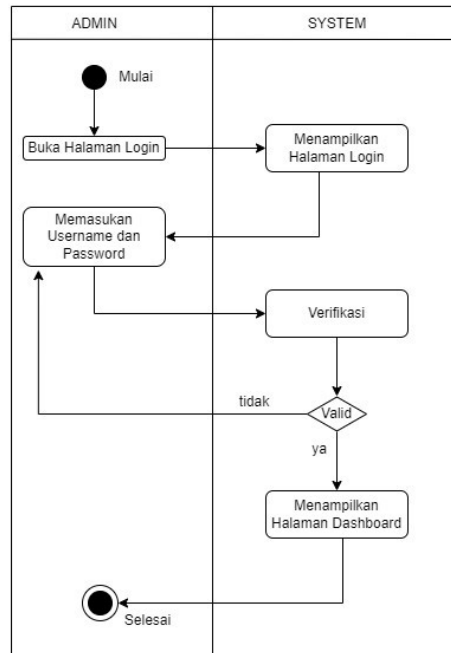 ADMIN
SYSTEM
Mulai
Buka Halaman Login
Menampilkan
Halaman Login
Memasukan
Username dan
Password
Verifikasi
tidak
Valid
ya
Menampilkan
Halaman Dashboard
Selesai